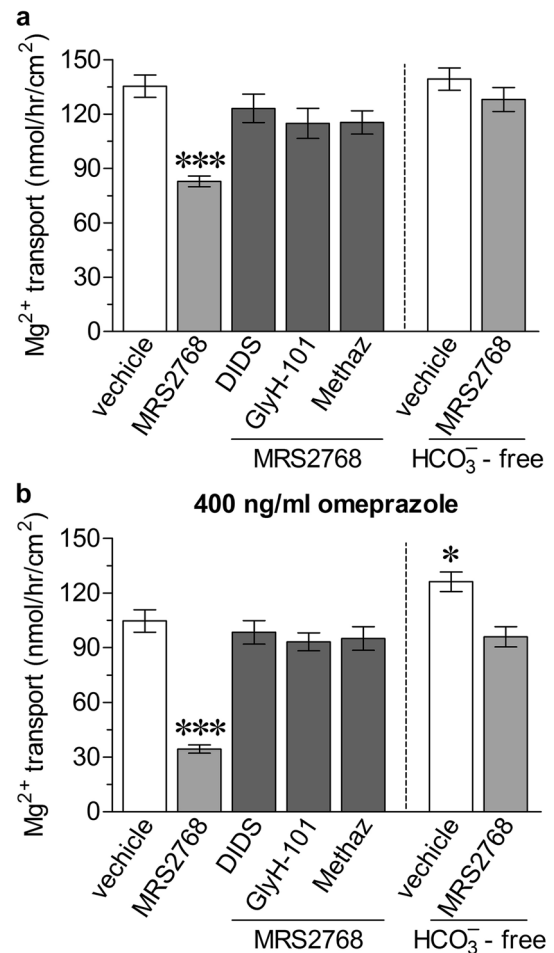 a
Mg²⁺ transport (nmol/hr/cm²)
150
120
90
60
30
0
***
vechicle
MRS2768
DIDS
GlyH-101
Methaz
vechicle
MRS2768
MRS2768
HCO₃⁻ - free
b
400 ng/ml omeprazole
Mg²⁺ transport (nmol/hr/cm²)
150
120
90
60
30
0
***
*
vechicle
MRS2768
DIDS
GlyH-101
Methaz
vechicle
MRS2768
MRS2768
HCO₃⁻ - free